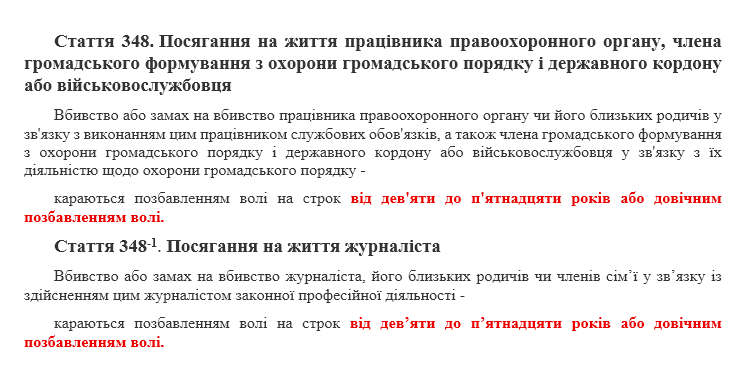 Стаття 348. Посягання на життя працівника правоохоронного органу, члена
громадського формування з охорони громадського порядку і державного кордону
або військовослужбовця
Вбивство або замах на вбивство працівника правоохоронного органу чи його близьких родичів у
зв'язку з виконанням цим працівником службових обов'язків, а також члена громадського формування
з охорони громадського порядку і державного кордону або військовослужбовця у зв'язку з їх
діяльністю щодо охорони громадського порядку -
караються позбавленням волі на строк від дев'яти до п'ятнадцяти років або довічним
позбавленням волі.
Стаття 348-1. Посягання на життя журналіста
Вбивство або замах на вбивство журналіста, його близьких родичів чи членів сім’ї у зв’язку із
здійсненням цим журналістом законної професійної діяльності -
караються позбавленням волі на строк від дев’яти до п’ятнадцяти років або довічним
позбавленням волі.